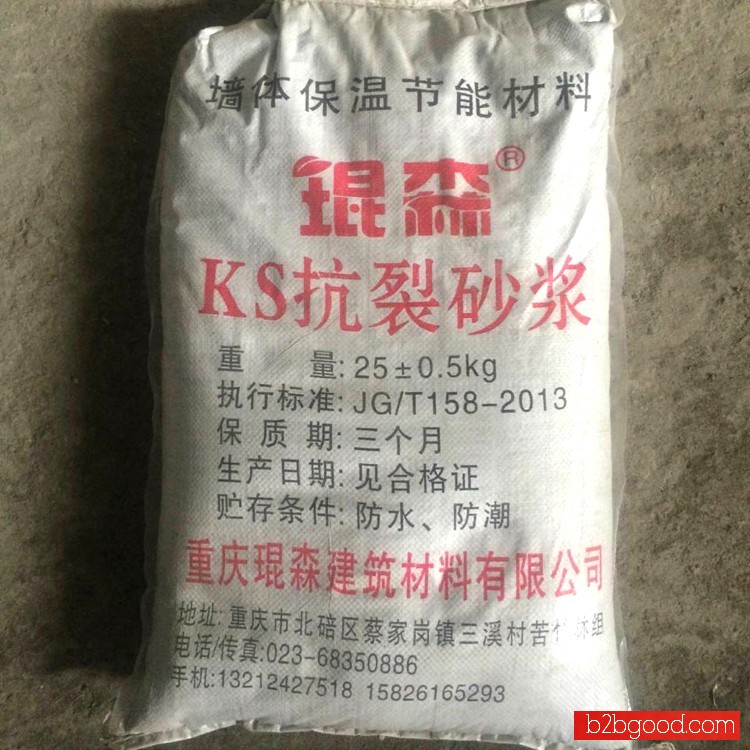 墙体保温节能材料
琨森®
KS抗裂砂浆
重 量: 25±0.5kg
执行标准: JG/T158-2013
保 质 期: 三个月
生产日期: 见合格证
贮存条件: 防水、防潮
重庆琨森建筑材料有限公司
地址: 重庆市北碚区蔡家岗镇三溪村苦 组
电话/传真:023-68350886
手机:13212427518 15826165293
b2bgood.com